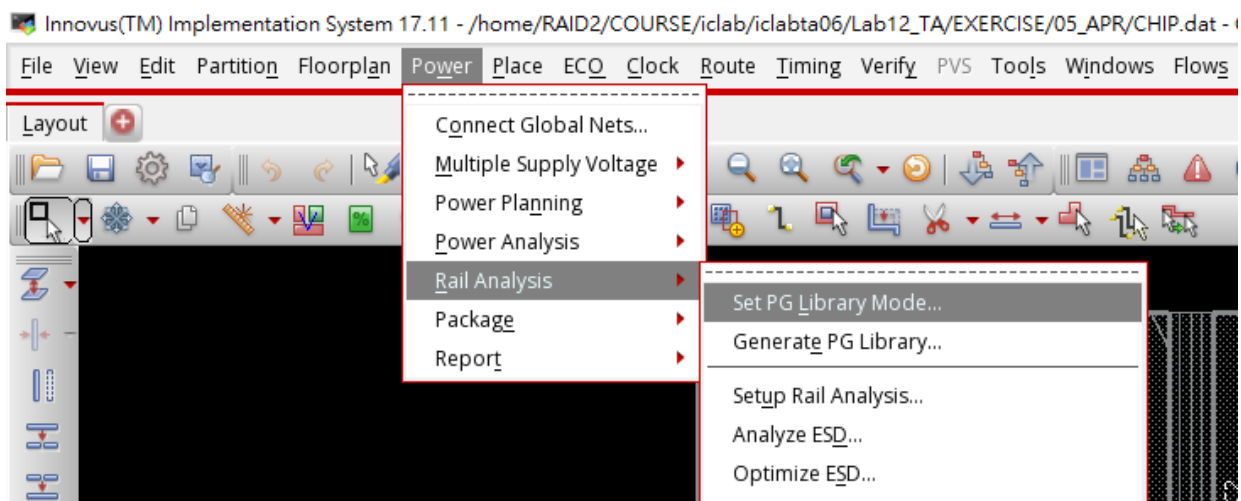 Innovus(TM) Implementation System 17.11 - /home/RAID2/COURSE/iclab/iclabta06/Lab12_TA/EXERCISE/05_APR/CHIP.dat -
File View Edit Partition Floorplan Power Place ECO Clock Route Timing Verify PVS Tools Windows Flows
Layout
Connect Global Nets...
Multiple Supply Voltage
Power Planning
Power Analysis
Rail Analysis
Package
Report
Set PG Library Mode...
Generate PG Library...
Setup Rail Analysis...
Analyze ESD...
Optimize ESD...